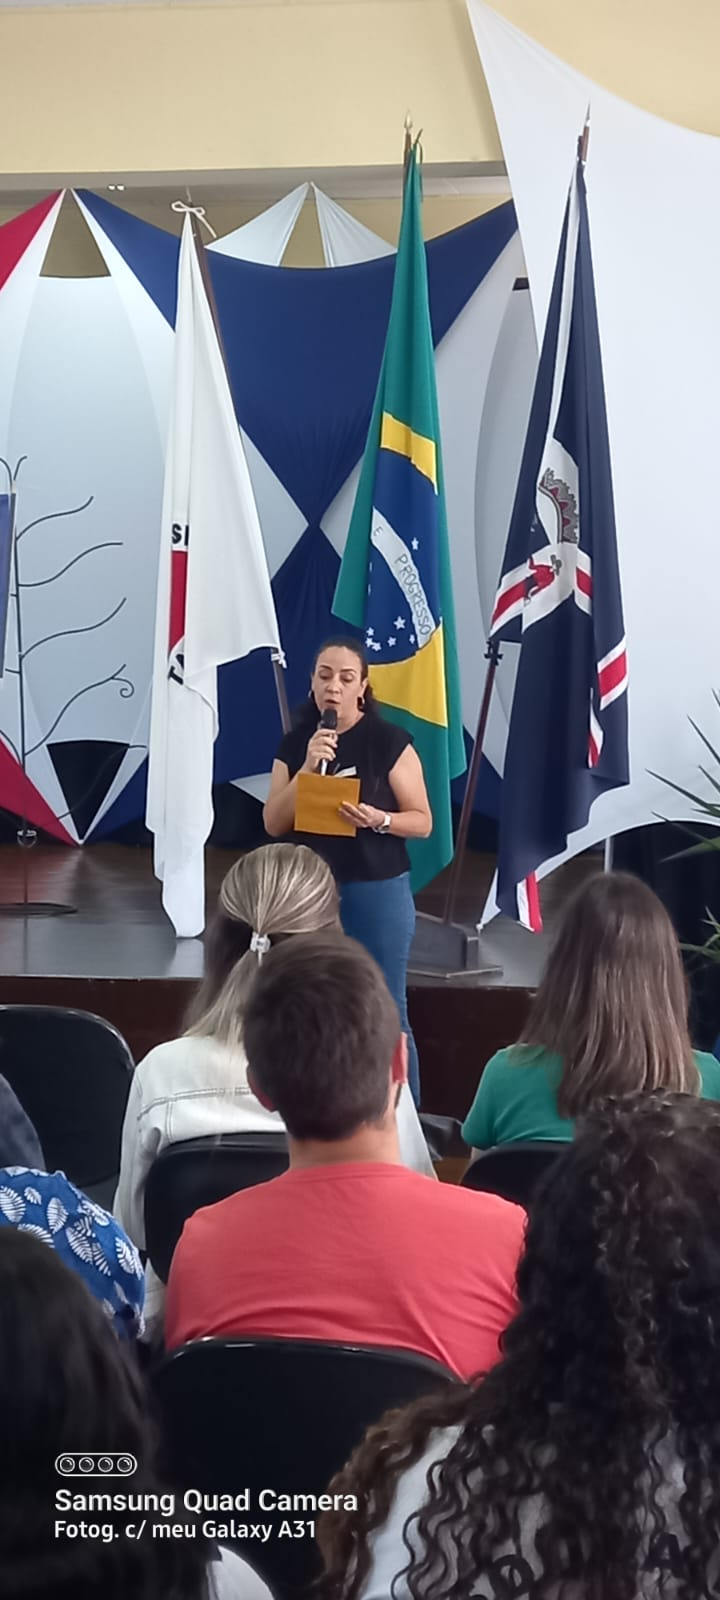 PROGRESSO
E
Samsung Quad Camera
Fotog. c/ meu Galaxy A31